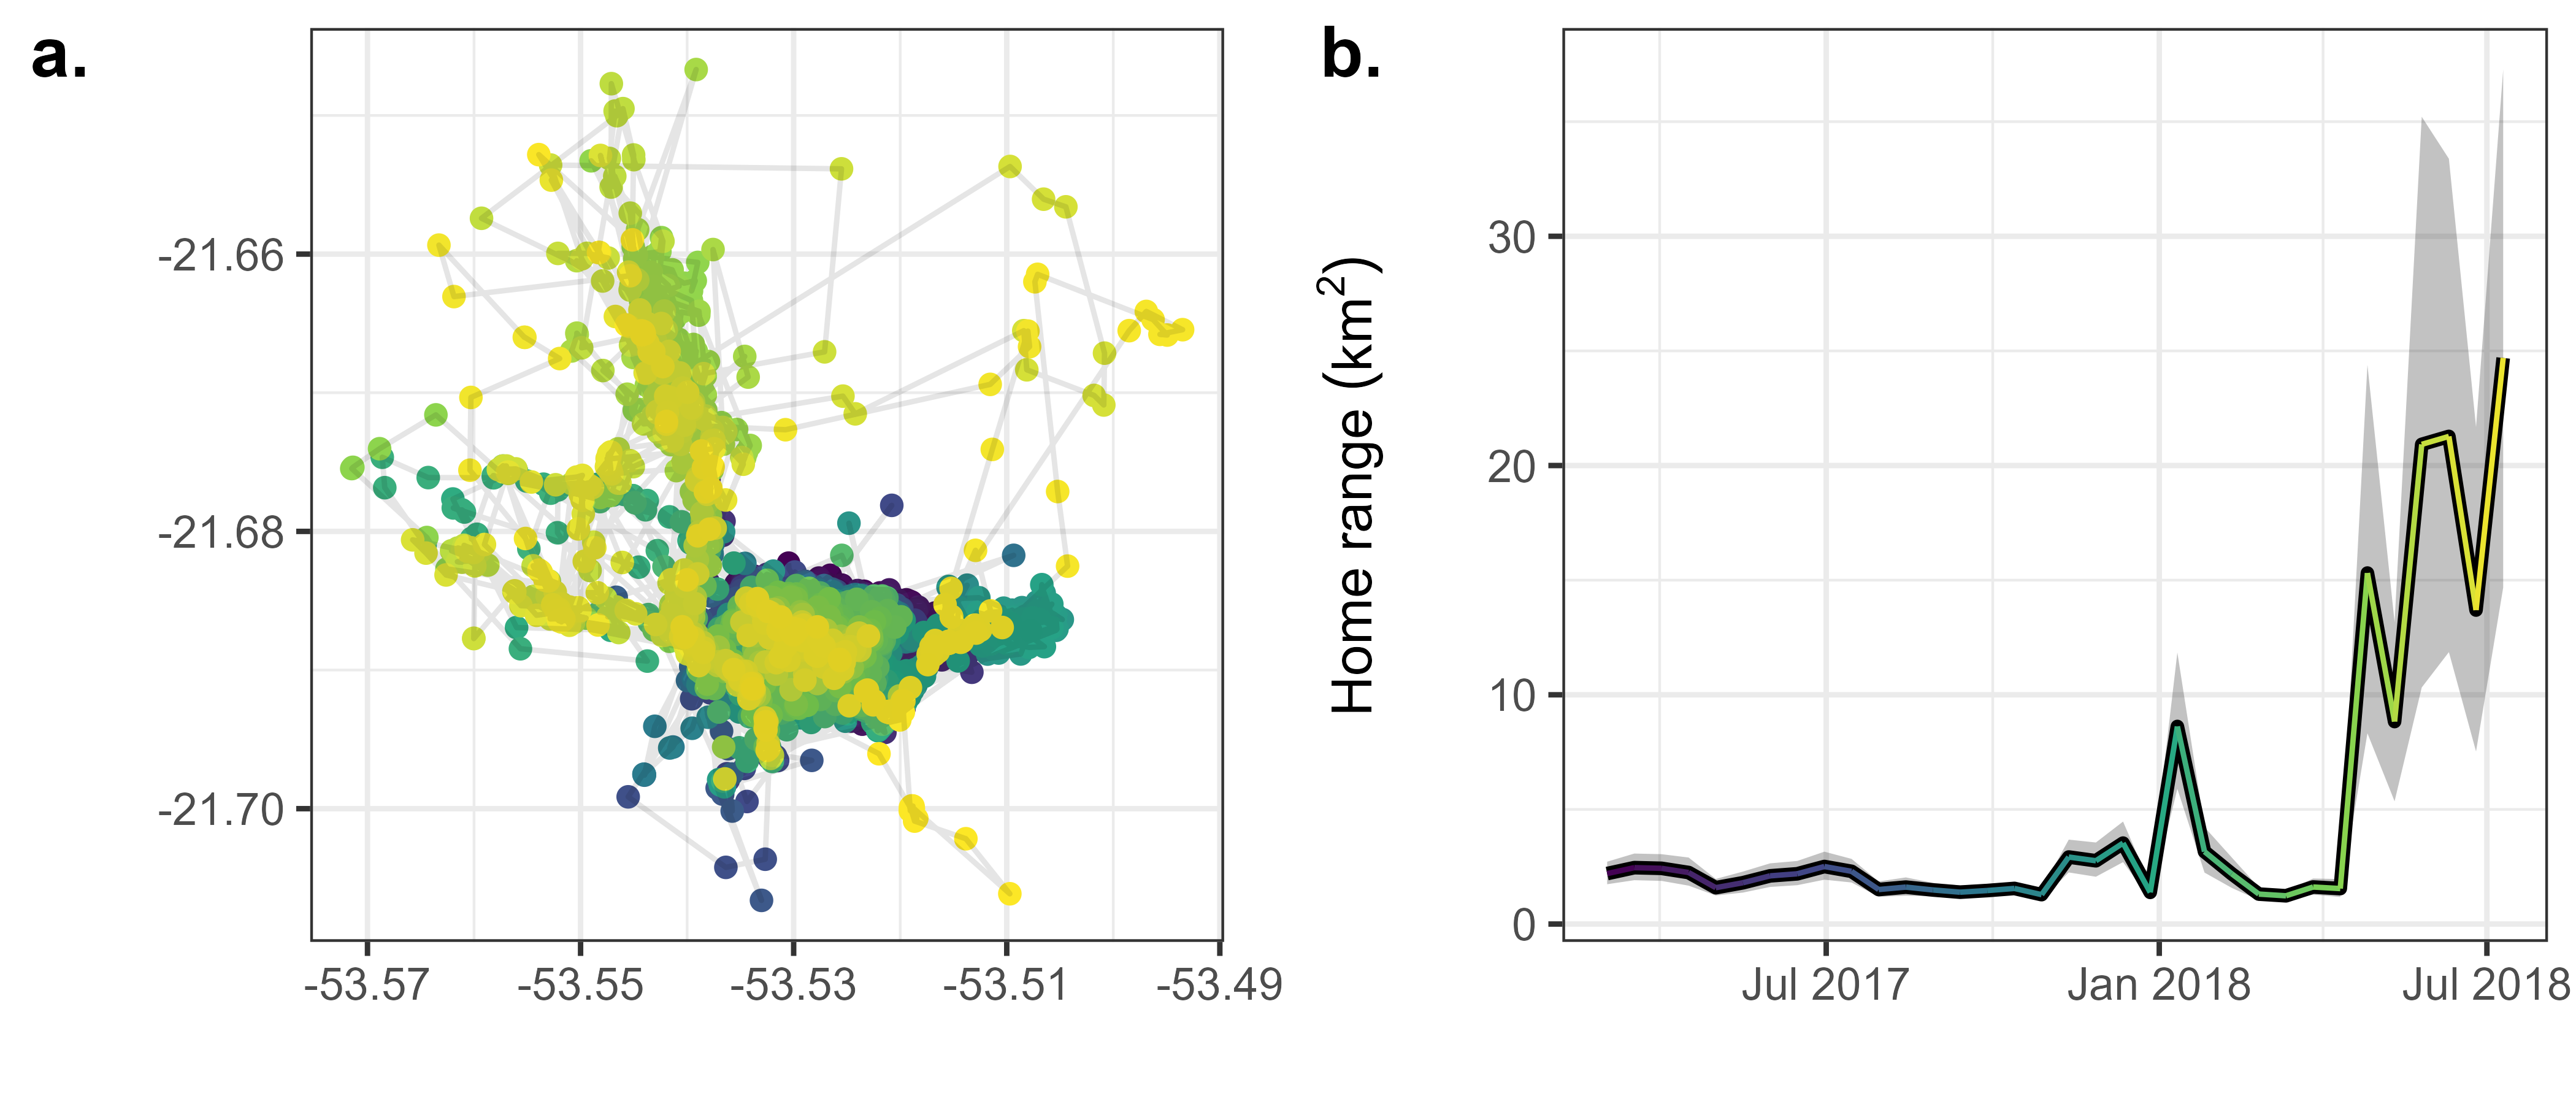 a.
-21.66
-21.68
-21.70
-53.57
-53.55
-53.53
-53.51
-53.49
b.
Home range (km²)
30
20
10
0
Jul 2017
Jan 2018
Jul 2018